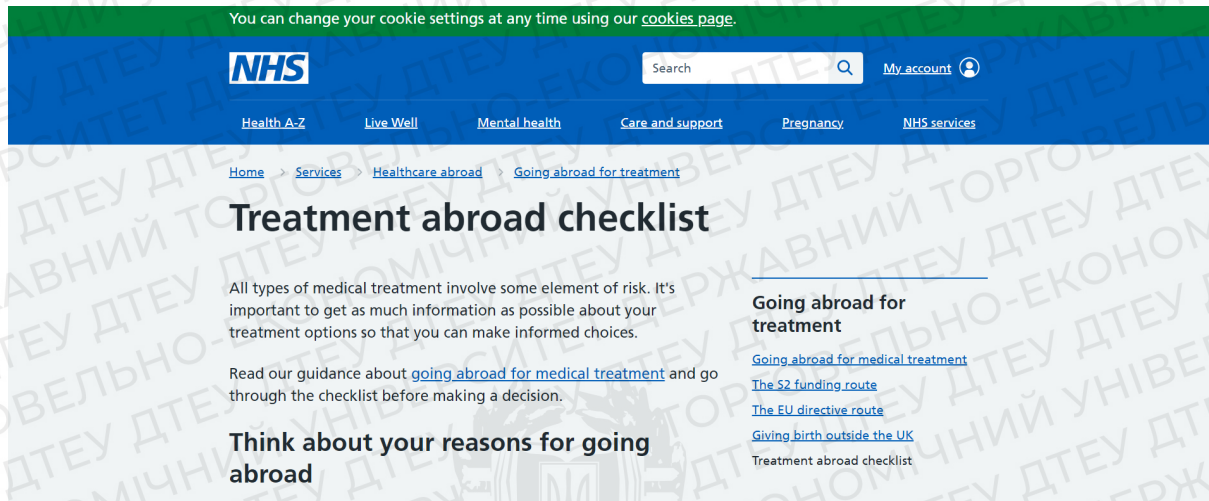 You can change your cookie settings at any time using our cookies page.
NHS
Search
My account
Health A-Z
Live Well
Mental health
Care and support
Pregnancy
NHS services
Home > Services > Healthcare abroad > Going abroad for treatment
Treatment abroad checklist
All types of medical treatment involve some element of risk. It's
important to get as much information as possible about your
treatment options so that you can make informed choices.
Read our guidance about going abroad for medical treatment and go
through the checklist before making a decision.
Think about your reasons for going
abroad
Going abroad for
treatment
Going abroad for medical treatment
The S2 funding route
The EU directive route
Giving birth outside the UK
Treatment abroad checklist